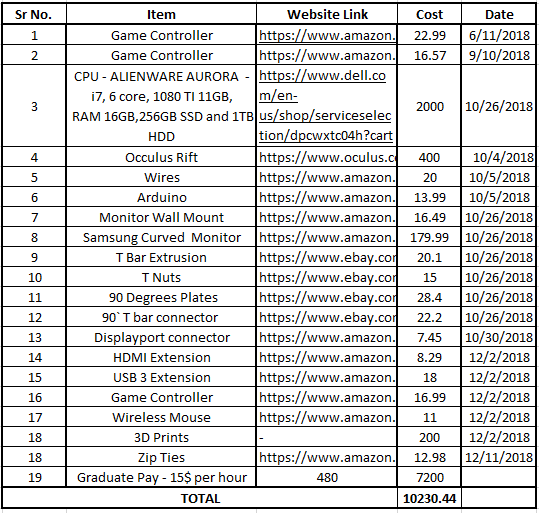 Sr No. Item Website Link Cost Date
1 Game Controller https://www.amazon. 22.99 6/11/2018
2 Game Controller https://www.amazon. 16.57 9/10/2018
3 CPU - ALIENWARE AURORA - i7, 6 core, 1080 TI 11GB, RAM 16GB,256GB SSD and 1TB HDD https://www.dell.com/en-us/shop/serviceselection/dpcwxtc04h?cart 2000 10/26/2018
4 Occulus Rift https://www.oculus.c 400 10/4/2018
5 Wires https://www.amazon. 20 10/5/2018
6 Arduino https://www.amazon. 13.99 10/5/2018
7 Monitor Wall Mount https://www.amazon. 16.49 10/26/2018
8 Samsung Curved Monitor https://www.amazon. 179.99 10/26/2018
9 T Bar Extrusion https://www.ebay.cor 20.1 10/26/2018
10 T Nuts https://www.ebay.cor 15 10/26/2018
11 90 Degrees Plates https://www.ebay.cor 28.4 10/26/2018
12 90` T bar connector https://www.ebay.cor 22.2 10/26/2018
13 Displayport connector https://www.amazon. 7.45 10/30/2018
14 HDMI Extension https://www.amazon. 8.29 12/2/2018
15 USB 3 Extension https://www.amazon. 18 12/2/2018
16 Game Controller https://www.amazon. 16.99 12/2/2018
17 Wireless Mouse https://www.amazon. 11 12/2/2018
18 3D Prints - 200 12/2/2018
18 Zip Ties https://www.amazon. 12.98 12/11/2018
19 Graduate Pay - 15$ per hour 480 7200
TOTAL 10230.44